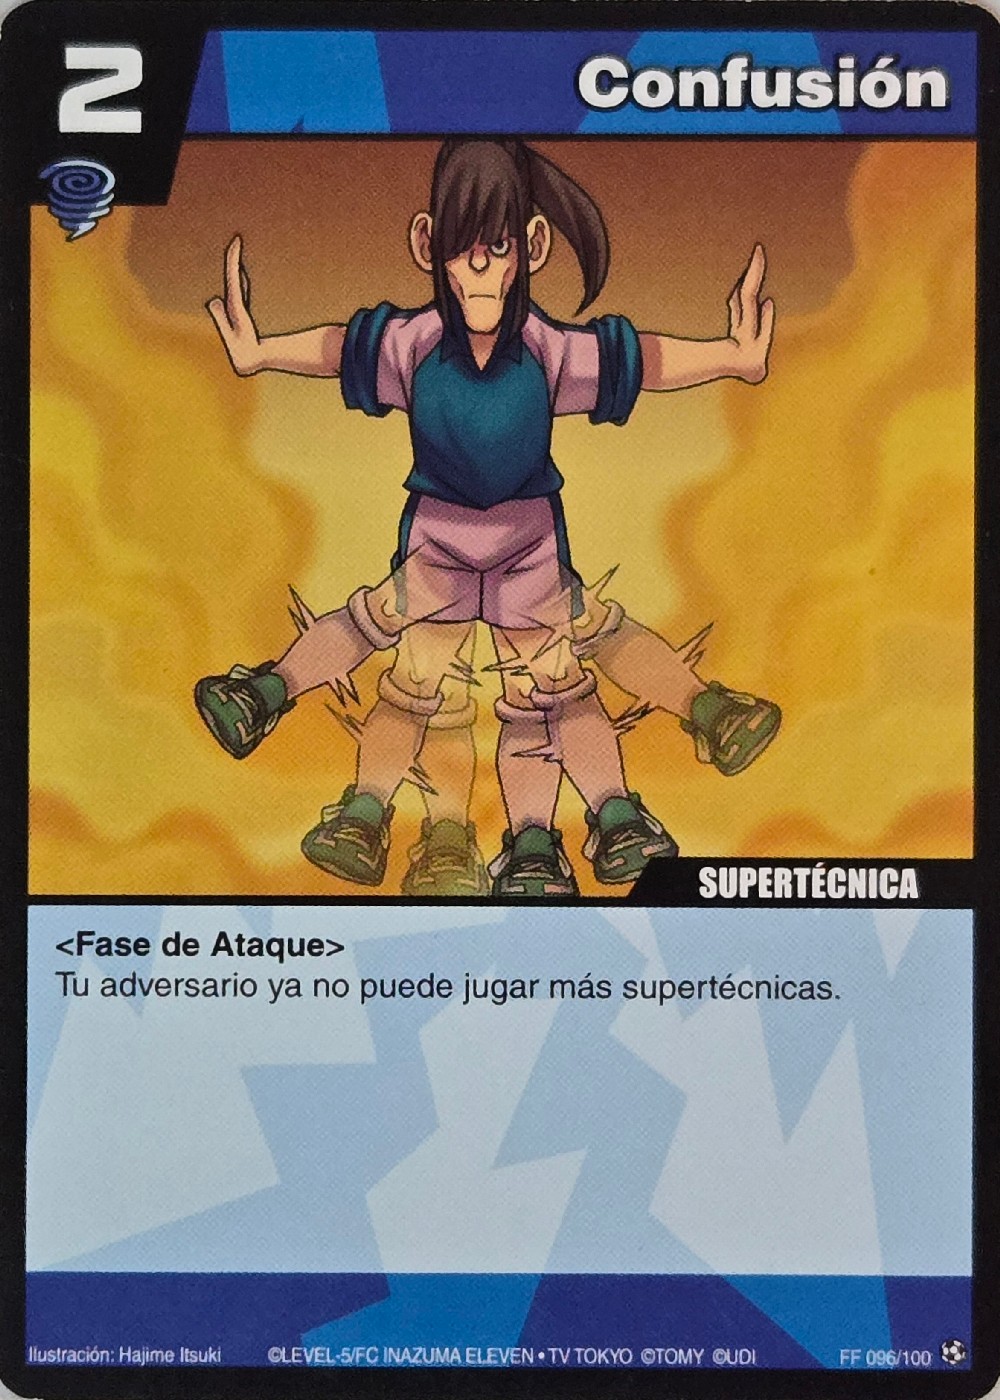 2
Confusión
SUPERTÉCNICA
<Fase de Ataque>
Tu adversario ya no puede jugar más supertécnicas.
Ilustración: Hajime Itsuki
©LEVEL-5/FC INAZUMA ELEVEN • TV TOKYO ©TOMY ©UDI
FF 096/100